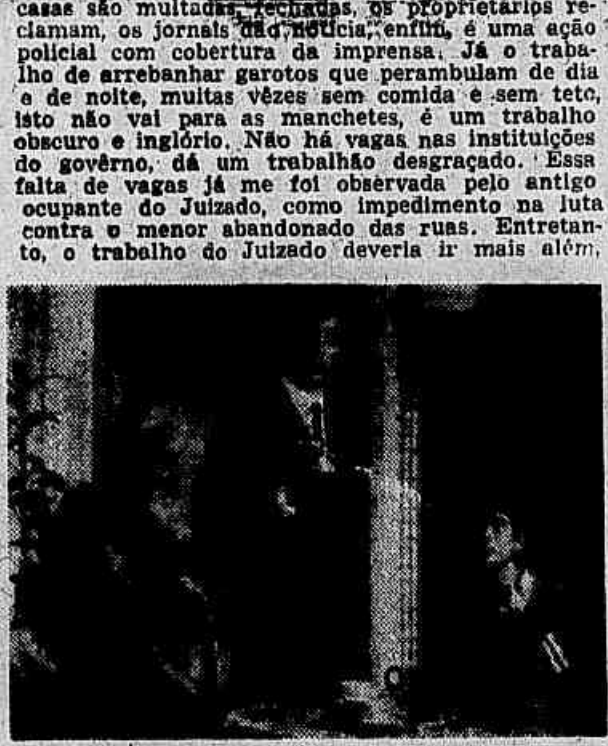 casas são multadas, fechadas, os proprietários re-
clamam, os jornais dão notícia, enfim, é uma ação
policial com cobertura da imprensa. Já o traba-
lho de arrebanhar garotos que perambulam de dia
e de noite, muitas vêzes sem comida e sem teto,
isto não vai para as manchetes, é um trabalho
obscuro e inglório. Não há vagas nas instituições
do govêrno, dá um trabalhão desgraçado. Essa
falta de vagas já me foi observada pelo antigo
ocupante do Juizado, como impedimento na luta
contra o menor abandonado das ruas. Entretan-
to, o trabalho do Juizado deveria ir mais além,